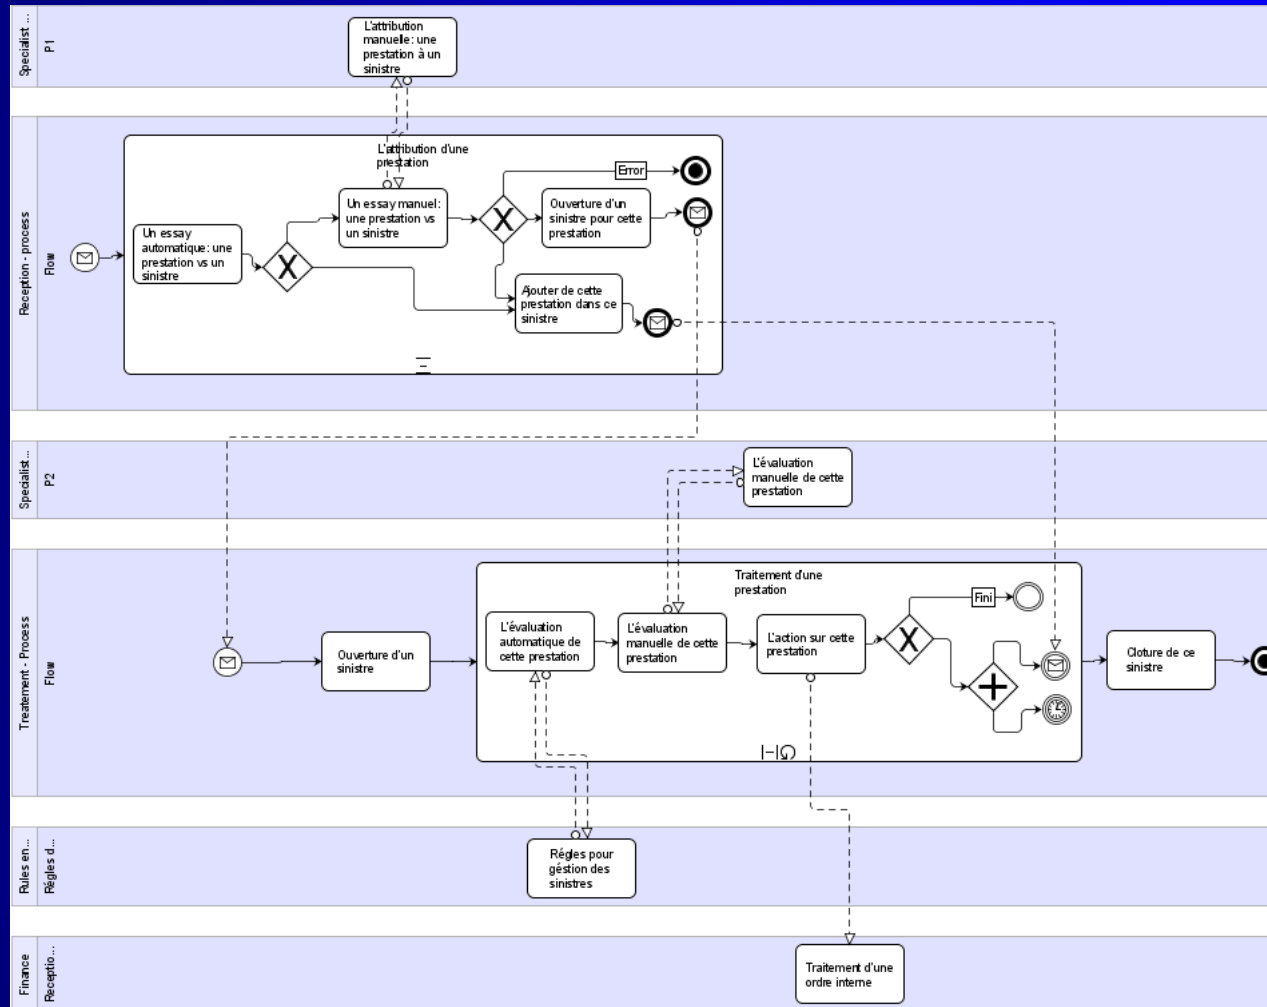 Specialist ...
P1
L'attribution
manuelle: une
prestation à un
sinistre
Reception - process
Flow
L'attribution d'une
prestation
Un essay
automatique: une
prestation vs un
sinistre
Un essay manuel:
une prestation vs
un sinistre
Error
Ouverture d'un
sinistre pour cette
prestation
Ajouter de cette
prestation dans ce
sinistre
Specialist...
P2
L'évaluation
manuelle de cette
prestation
Treatement - Process
Flow
Ouverture d'un
sinistre
Traitement d'une
prestation
L'évaluation
automatique de
cette prestation
L'évaluation
manuelle de cette
prestation
L'action sur cette
prestation
Fini
Cloture de ce
sinistre
Rules en...
Régles d...
Régles pour
géstion des
sinistres
Finance
Receptio...
Traitement d'une
ordre interne